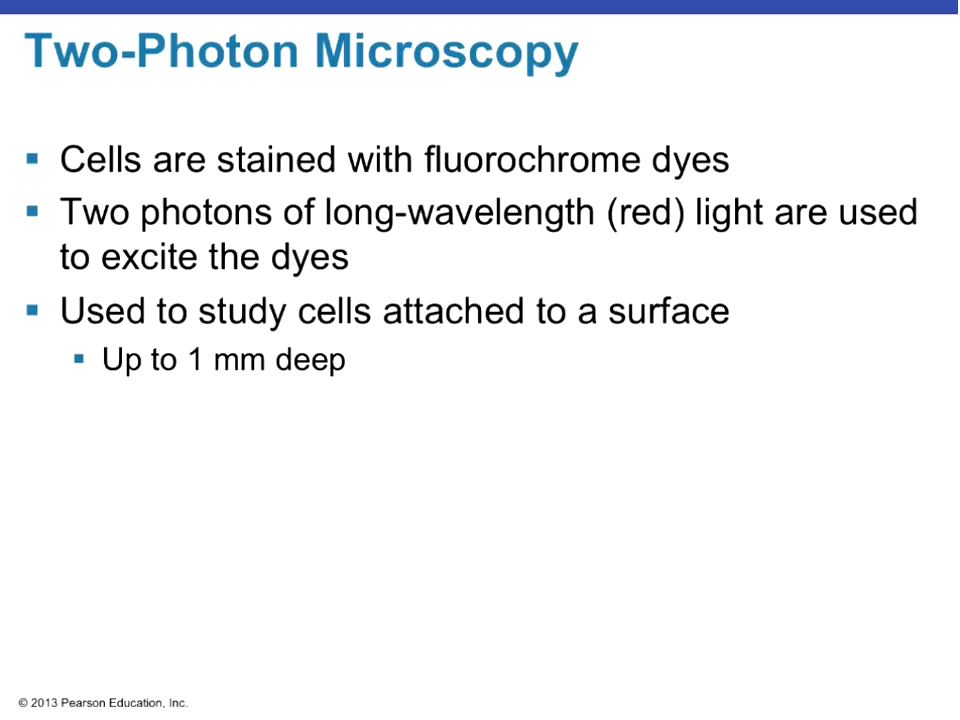 Two-Photon Microscopy
▪ Cells are stained with fluorochrome dyes
▪ Two photons of long-wavelength (red) light are used
to excite the dyes
▪ Used to study cells attached to a surface
▪ Up to 1 mm deep
© 2013 Pearson Education, Inc.